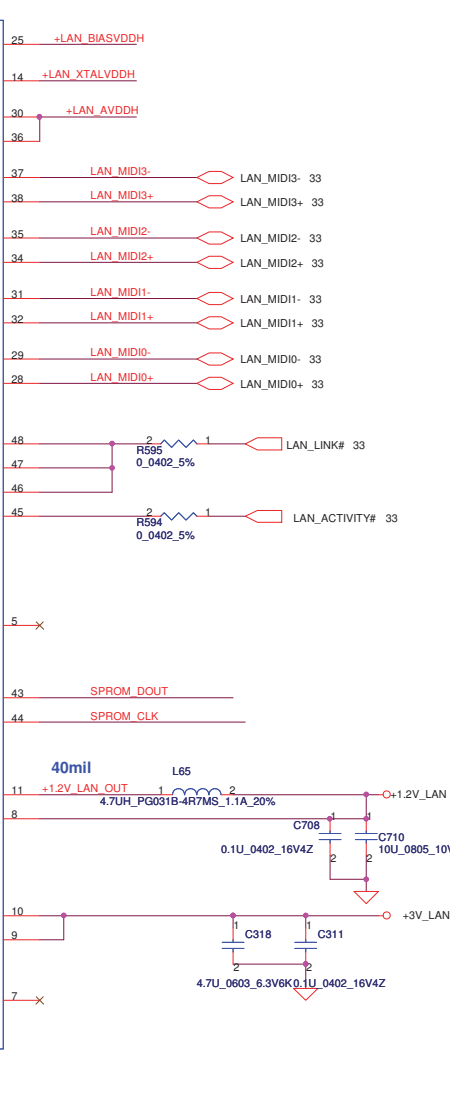 25 +LAN_BIASVDDH
14 +LAN_XTALVDDH
30 +LAN_AVDDH
36
37 LAN_MIDI3- LAN_MIDI3- 33
38 LAN_MIDI3+ LAN_MIDI3+ 33
35 LAN_MIDI2- LAN_MIDI2- 33
34 LAN_MIDI2+ LAN_MIDI2+ 33
31 LAN_MIDI1- LAN_MIDI1- 33
32 LAN_MIDI1+ LAN_MIDI1+ 33
29 LAN_MIDI0- LAN_MIDI0- 33
28 LAN_MIDI0+ LAN_MIDI0+ 33
48 2 1 LAN_LINK# 33
R595
47 0_0402_5%
46
45 2 1 LAN_ACTIVITY# 33
R594
0_0402_5%
5
43 SPROM_DOUT
44 SPROM_CLK
40mil L65
11 +1.2V_LAN_OUT 1 2 +1.2V_LAN
4.7UH_PG031B-4R7MS_1.1A_20%
8 1 1
C708 C710
0.1U_0402_16V4Z 10U_0805_10V
2 2
10 +3V_LAN
1 C318 1 C311
9
2 2
4.7U_0603_6.3V6K 0.1U_0402_16V4Z
7